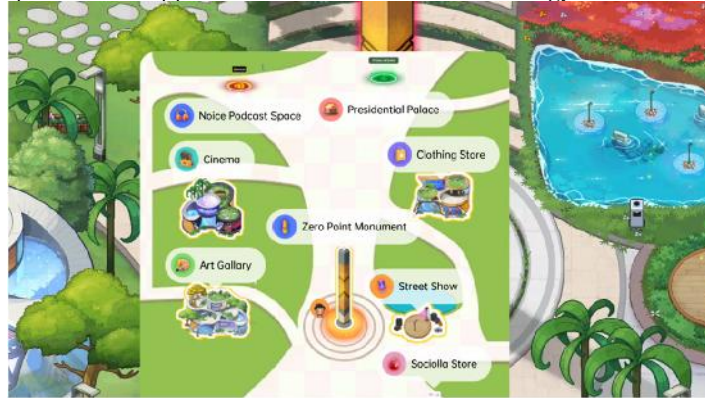 Noice Podcast Space
Presidential Palace
Cinema
Clothing Store
Zero Point Monument
Art Gallary
Street Show
Sociolla Store